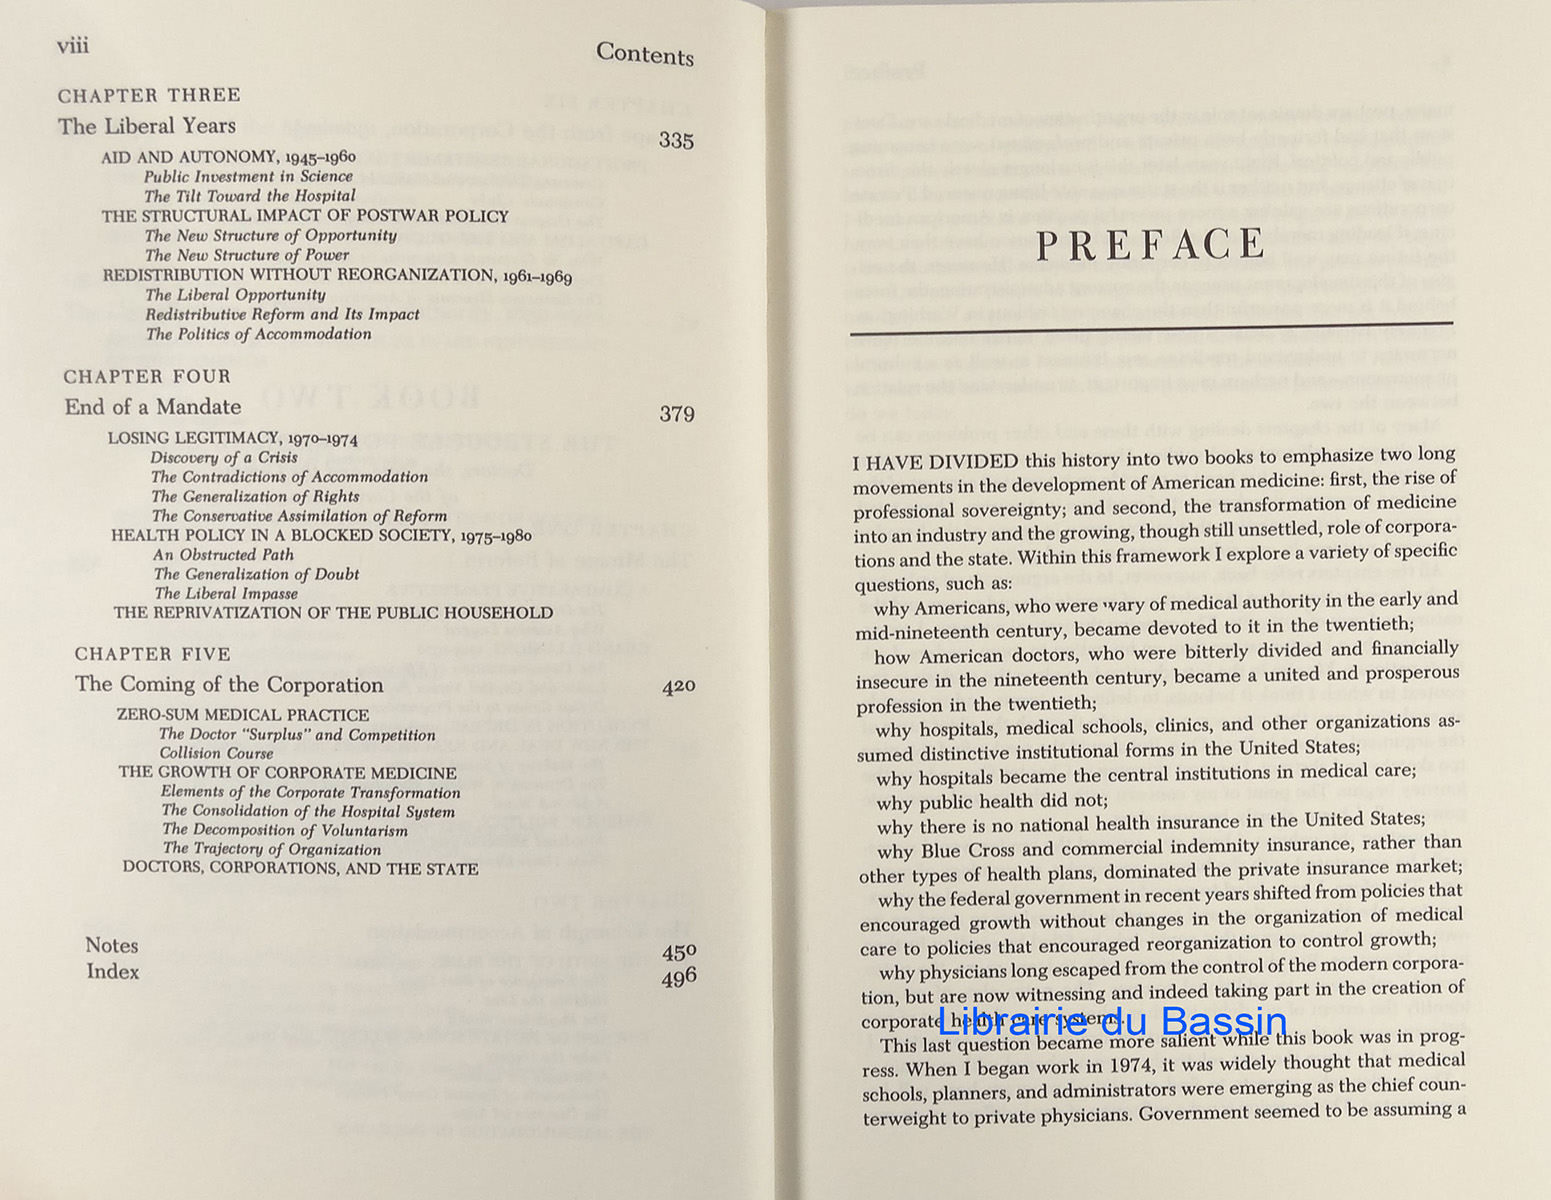 viii
Contents
CHAPTER THREE
The Liberal Years 335
AID AND AUTONOMY, 1945–1960
Public Investment in Science
The Tilt Toward the Hospital
THE STRUCTURAL IMPACT OF POSTWAR POLICY
The New Structure of Opportunity
The New Structure of Power
REDISTRIBUTION WITHOUT REORGANIZATION, 1961–1969
The Liberal Opportunity
Redistributive Reform and Its Impact
The Politics of Accommodation
CHAPTER FOUR
End of a Mandate 379
LOSING LEGITIMACY, 1970–1974
Discovery of a Crisis
The Contradictions of Accommodation
The Generalization of Rights
The Conservative Assimilation of Reform
HEALTH POLICY IN A BLOCKED SOCIETY, 1975–1980
An Obstructed Path
The Generalization of Doubt
The Liberal Impasse
THE REPRIVATIZATION OF THE PUBLIC HOUSEHOLD
CHAPTER FIVE
The Coming of the Corporation 420
ZERO-SUM MEDICAL PRACTICE
The Doctor “Surplus” and Competition
Collision Course
THE GROWTH OF CORPORATE MEDICINE
Elements of the Corporate Transformation
The Consolidation of the Hospital System
The Decomposition of Voluntarism
The Trajectory of Organization
DOCTORS, CORPORATIONS, AND THE STATE
Notes 450
Index 496
PREFACE
I HAVE DIVIDED this history into two books to emphasize two long
movements in the development of American medicine: first, the rise of
professional sovereignty; and second, the transformation of medicine
into an industry and the growing, though still unsettled, role of corpora-
tions and the state. Within this framework I explore a variety of specific
questions, such as:
why Americans, who were wary of medical authority in the early and
mid-nineteenth century, became devoted to it in the twentieth;
how American doctors, who were bitterly divided and financially
insecure in the nineteenth century, became a united and prosperous
profession in the twentieth;
why hospitals, medical schools, clinics, and other organizations as-
sumed distinctive institutional forms in the United States;
why hospitals became the central institutions in medical care;
why public health did not;
why there is no national health insurance in the United States;
why Blue Cross and commercial indemnity insurance, rather than
other types of health plans, dominated the private insurance market;
why the federal government in recent years shifted from policies that
encouraged growth without changes in the organization of medical
care to policies that encouraged reorganization to control growth;
why physicians long escaped from the control of the modern corpora-
tion, but are now witnessing and indeed taking part in the creation of
corporate health care systems.
Librairie du Bassin
This last question became more salient while this book was in prog-
ress. When I began work in 1974, it was widely thought that medical
schools, planners, and administrators were emerging as the chief coun-
terweight to private physicians. Government seemed to be assuming a